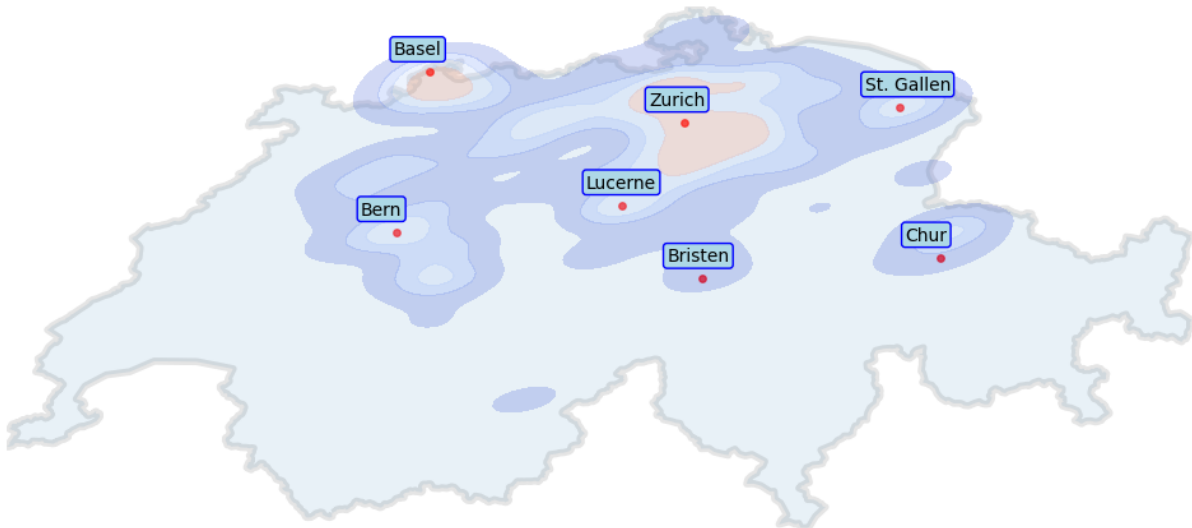 Basel
St. Gallen
Zurich
Lucerne
Bern
Chur
Bristen